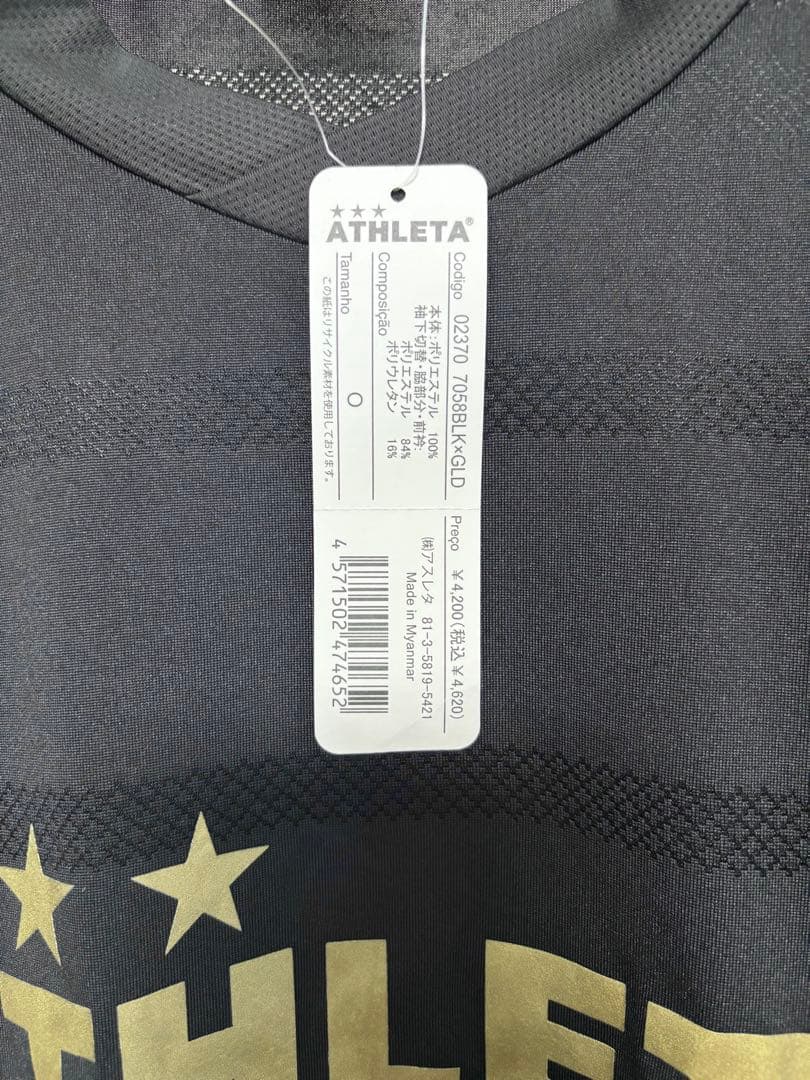 ★★★
ATHLETA®
Codigo 02370 7058BLK×GLD
本体:ポリエステル 100%
袖下切替・脇部分・前衿:
ポリエステル 84%
ポリウレタン 16%
Composição
Tamanho O
この紙はリサイクル素材を使用しております。
Preço ¥4,200(税込¥4,620)
㈱アスレタ 81-3-5819-5421
Made in Myanmar
4 571502 474652
★★
ATHLET